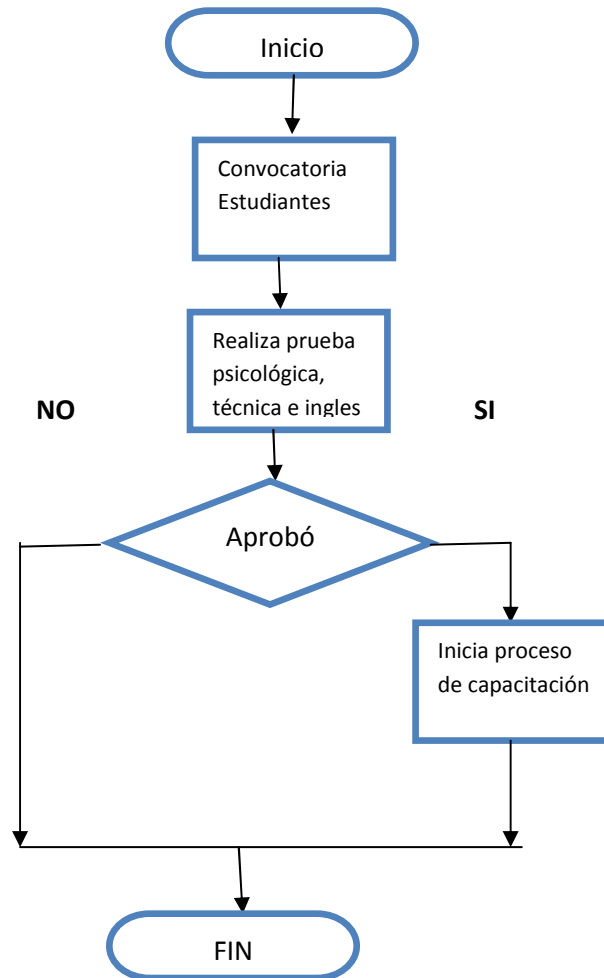 Inicio
Convocatoria
Estudiantes
Realiza prueba
psicológica,
técnica e ingles
NO
SI
Aprobó
Inicia proceso
de capacitación
FIN